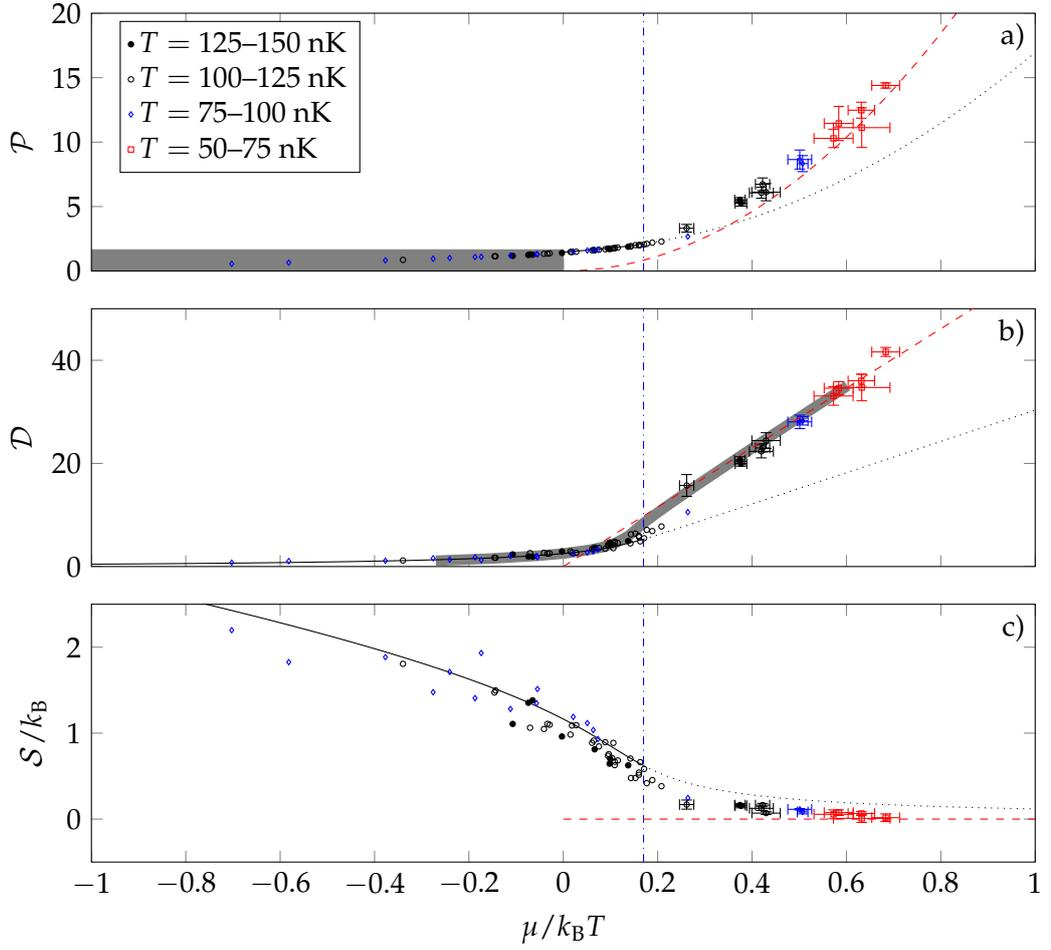 20
15
10
5
0
𝒫
a)
T = 125–150 nK
T = 100–125 nK
T = 75–100 nK
T = 50–75 nK
40
20
0
𝒟
b)
2
1
0
𝒮/k_B
c)
−1 −0.8 −0.6 −0.4 −0.2 0 0.2 0.4 0.6 0.8 1
μ/k_BT